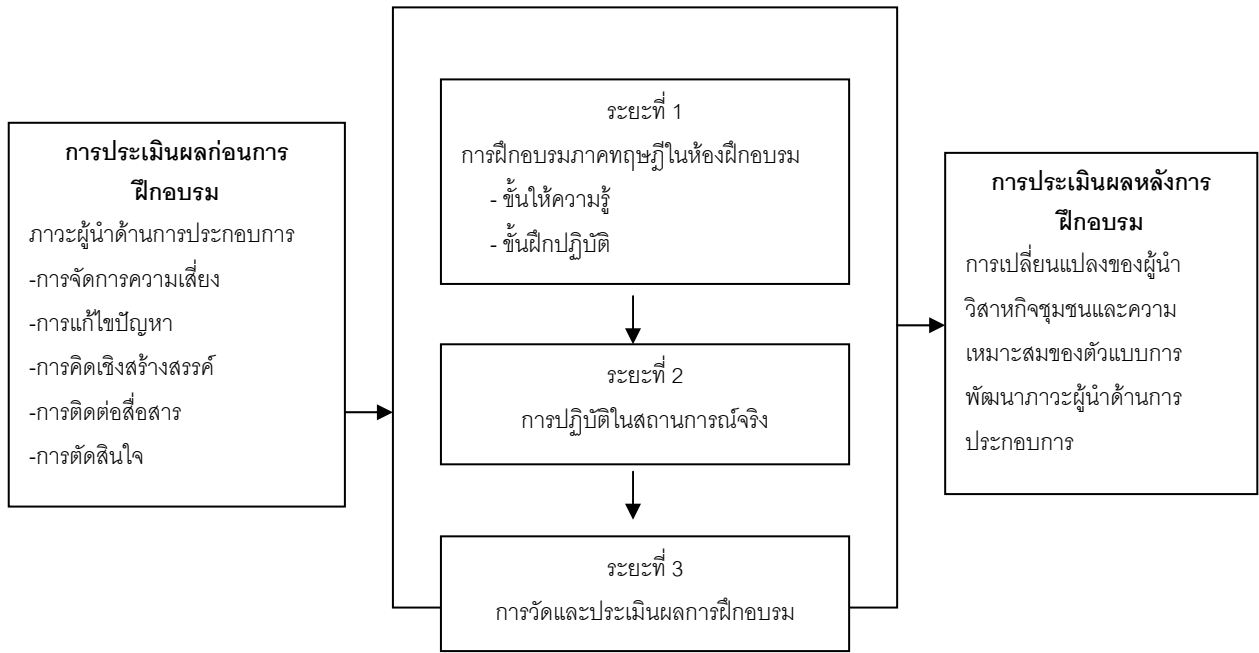 การประเมินผลก่อนการ
ฝึกอบรม
ภาวะผู้นำด้านการประกอบการ
-การจัดการความเสี่ยง
-การแก้ไขปัญหา
-การคิดเชิงสร้างสรรค์
-การติดต่อสื่อสาร
-การตัดสินใจ
ระยะที่ 1
การฝึกอบรมภาคทฤษฎีในห้องฝึกอบรม
- ขั้นให้ความรู้
- ขั้นฝึกปฏิบัติ
ระยะที่ 2
การปฏิบัติในสถานการณ์จริง
ระยะที่ 3
การวัดและประเมินผลการฝึกอบรม
การประเมินผลหลังการ
ฝึกอบรม
การเปลี่ยนแปลงของผู้นำ
วิสาหกิจชุมชนและความ
เหมาะสมของตัวแบบการ
พัฒนาภาวะผู้นำด้านการ
ประกอบการ